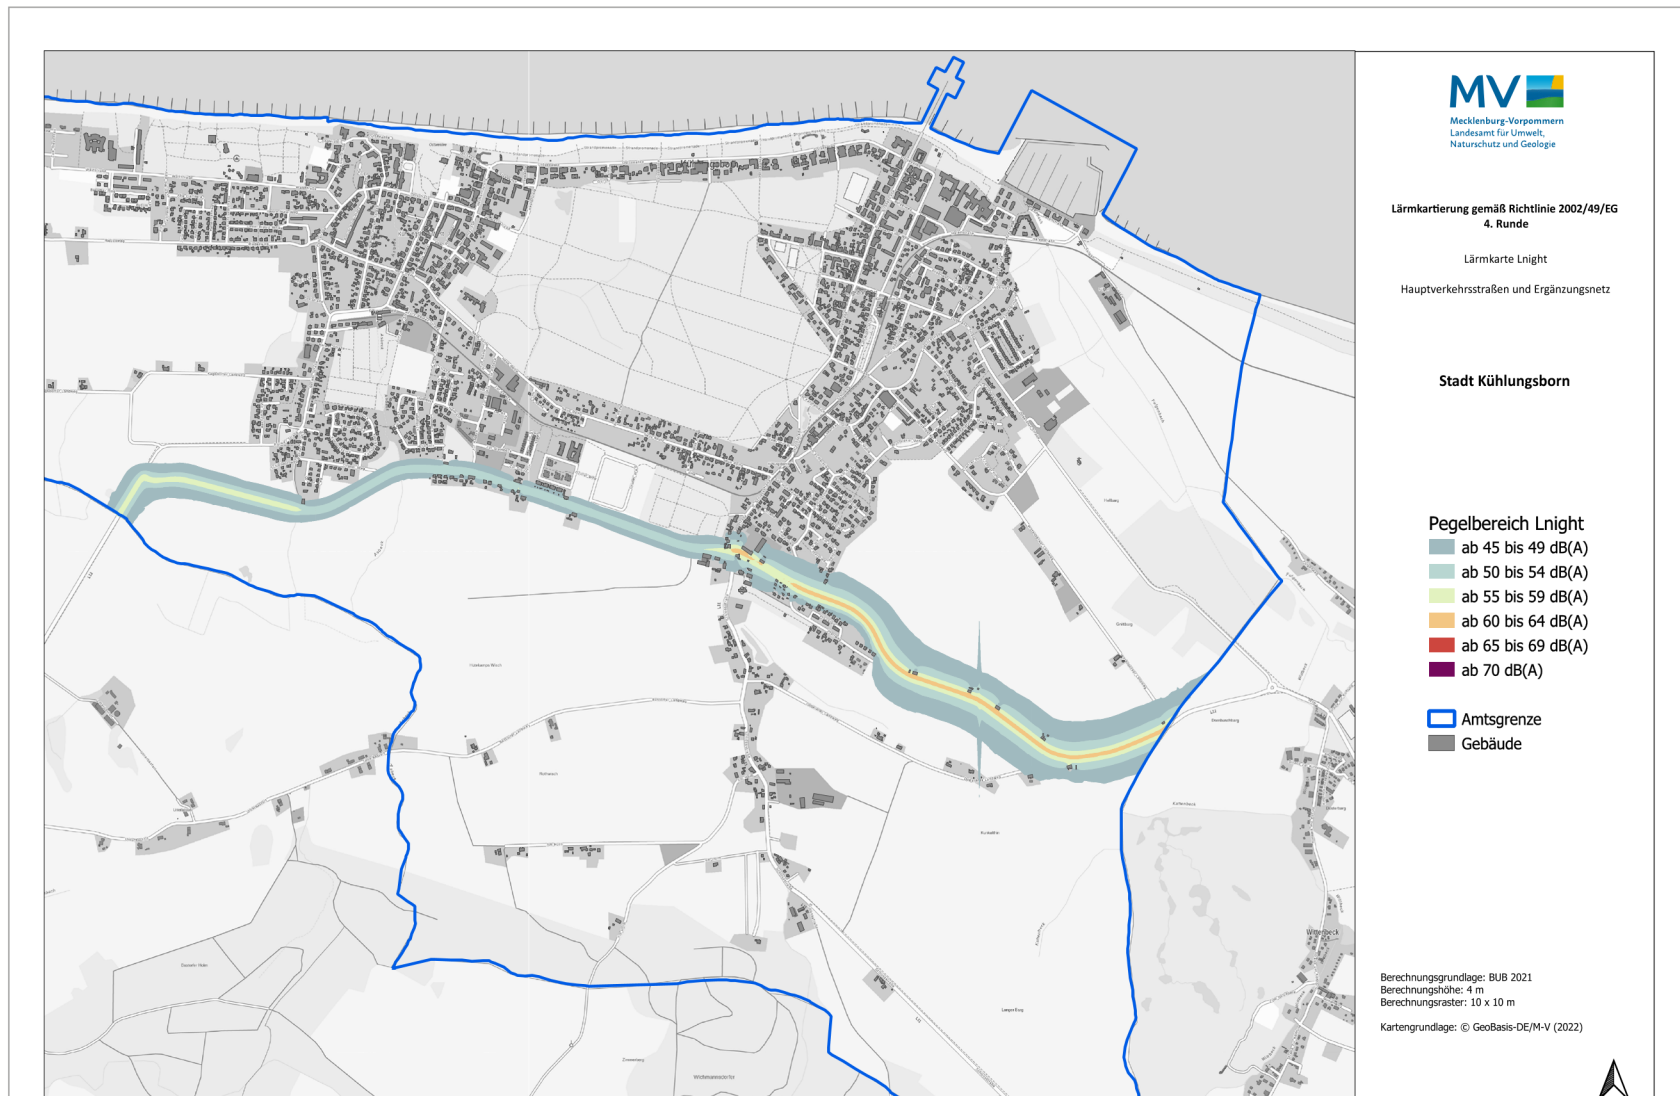 MV
Mecklenburg-Vorpommern
Landesamt für Umwelt,
Naturschutz und Geologie
Lärmkartierung gemäß Richtlinie 2002/49/EG
4. Runde
Lärmkarte Lnight
Hauptverkehrsstraßen und Ergänzungsnetz
Stadt Kühlungsborn
Pegelbereich Lnight
ab 45 bis 49 dB(A)
ab 50 bis 54 dB(A)
ab 55 bis 59 dB(A)
ab 60 bis 64 dB(A)
ab 65 bis 69 dB(A)
ab 70 dB(A)
Amtsgrenze
Gebäude
Wittenbeck
Wichmannsdorfer
Berechnungsgrundlage: BUB 2021
Berechnungshöhe: 4 m
Berechnungsraster: 10 x 10 m
Kartengrundlage: © GeoBasis-DE/M-V (2022)